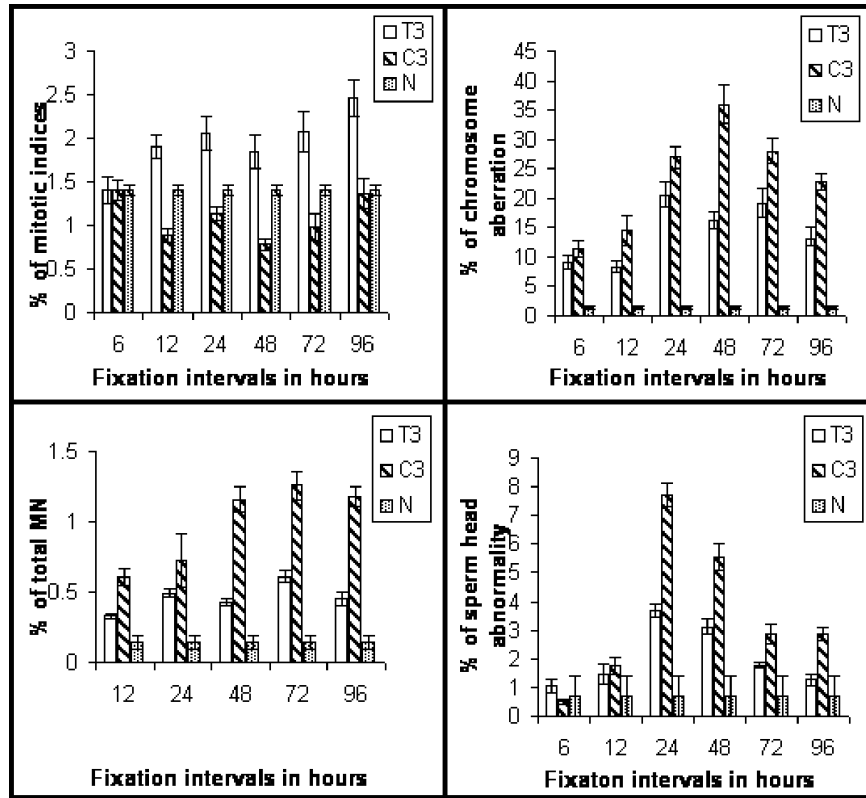 % of mitotic indices
3
2.5
2
1.5
1
0.5
0
6 12 24 48 72 96
Fixation intervals in hours
T3
C3
N
% of chromosome
aberration
45
40
35
30
25
20
15
10
5
0
6 12 24 48 72 96
Fixation intervals in hours
T3
C3
N
% of total MN
1.5
1
0.5
0
12 24 48 72 96
Fixation intervals in hours
T3
C3
N
% of sperm head
abnormality
9
8
7
6
5
4
3
2
1
0
6 12 24 48 72 96
Fixaton intervals in hours
T3
C3
N